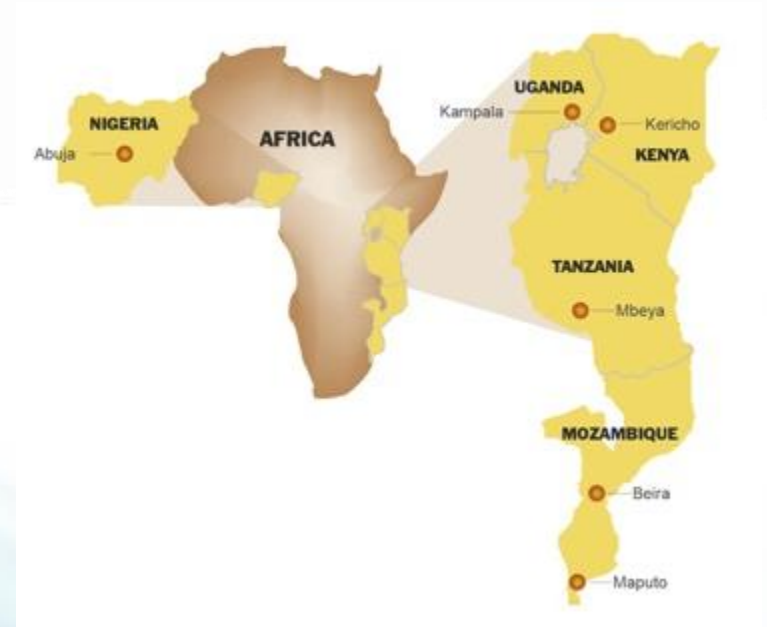 NIGERIA
Abuja
AFRICA
UGANDA
Kampala
Kericho
KENYA
TANZANIA
Mbeya
MOZAMBIQUE
Beira
Maputo